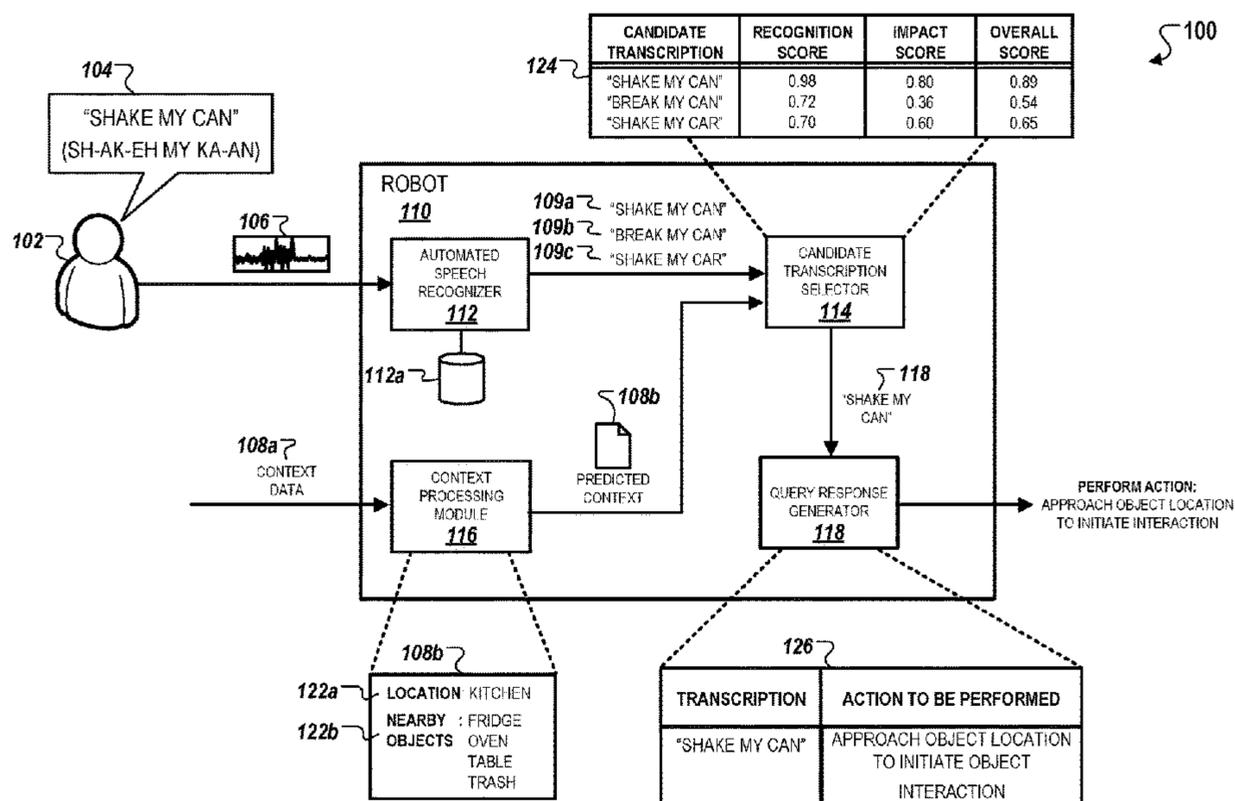 100
CANDIDATE TRANSCRIPTION RECOGNITION SCORE IMPACT SCORE OVERALL SCORE
124
"SHAKE MY CAN" 0.98 0.80 0.89
"BREAK MY CAN" 0.72 0.36 0.54
"SHAKE MY CAR" 0.70 0.60 0.65
104
"SHAKE MY CAN"
(SH-AK-EH MY KA-AN)
102
106
ROBOT
110
109a "SHAKE MY CAN"
109b "BREAK MY CAN"
109c "SHAKE MY CAR"
AUTOMATED
SPEECH
RECOGNIZER
112
112a
CANDIDATE
TRANSCRIPTION
SELECTOR
114
118
"SHAKE MY
CAN"
108a
CONTEXT
DATA
CONTEXT
PROCESSING
MODULE
116
108b
PREDICTED
CONTEXT
QUERY RESPONSE
GENERATOR
118
PERFORM ACTION:
APPROACH OBJECT LOCATION
TO INITIATE INTERACTION
108b
122a
LOCATION : KITCHEN
122b
NEARBY : FRIDGE
OBJECTS OVEN
TABLE
TRASH
126
TRANSCRIPTION ACTION TO BE PERFORMED
"SHAKE MY CAN" APPROACH OBJECT LOCATION
TO INITIATE OBJECT
INTERACTION